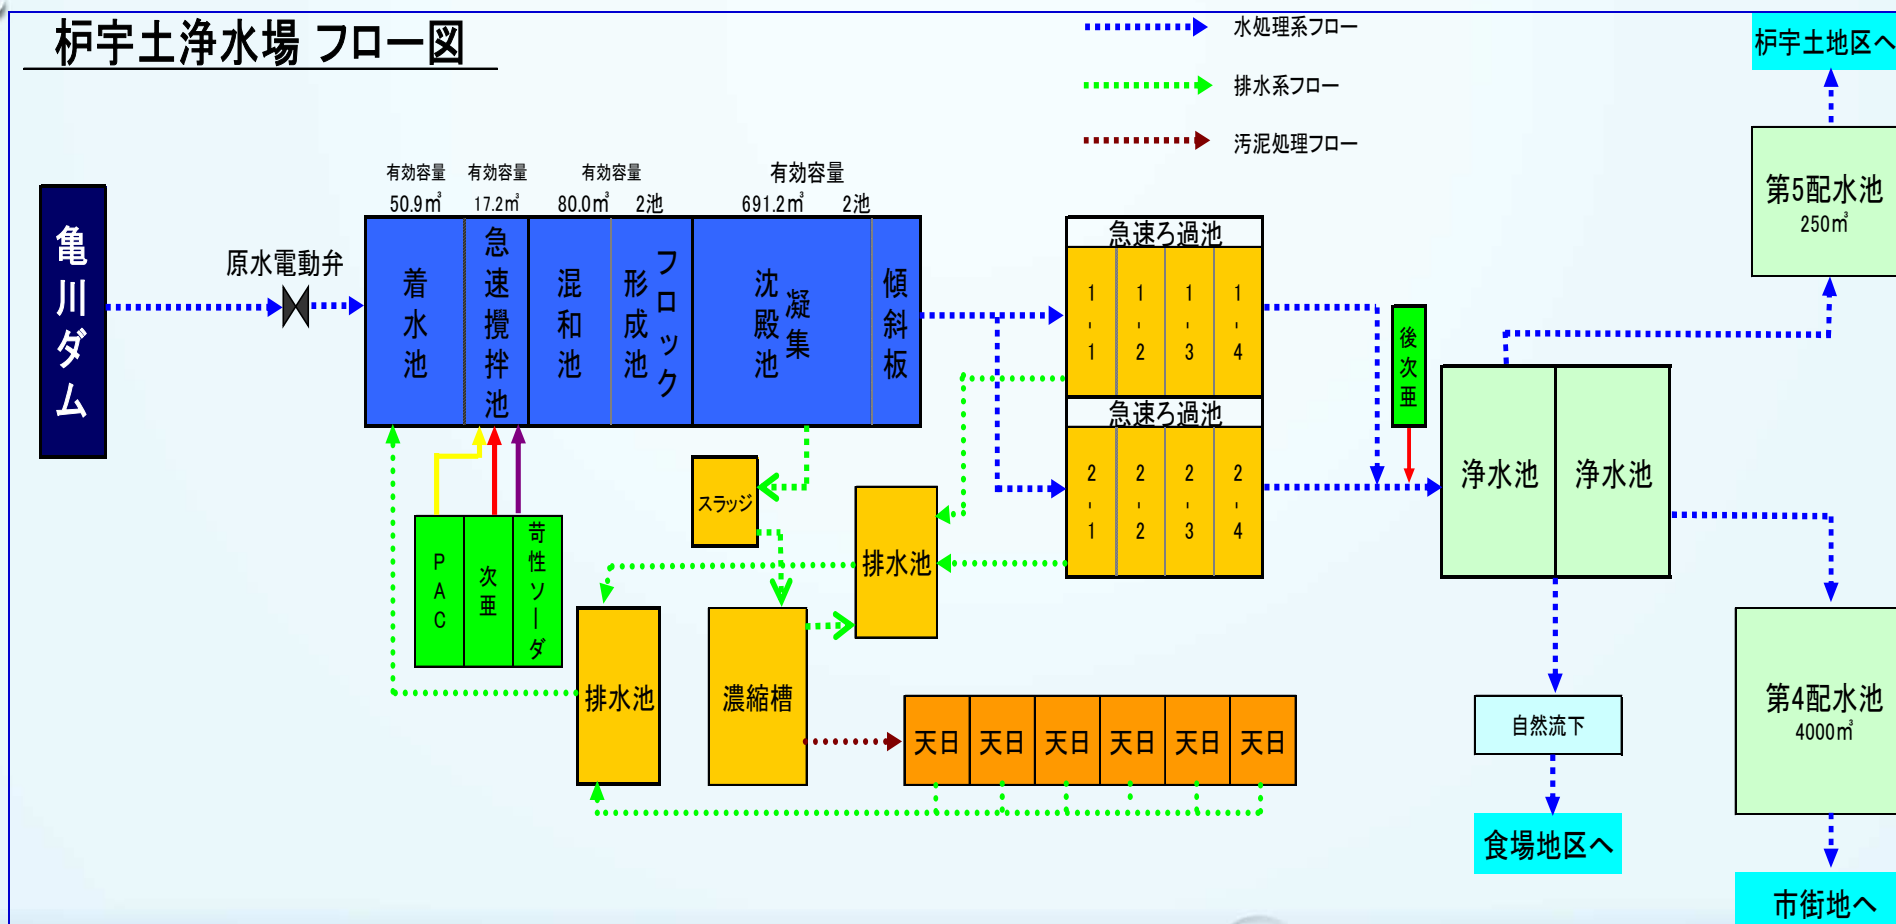 枦宇土浄水場 フロー図
水処理系フロー
排水系フロー
汚泥処理フロー
枦宇土地区へ
亀川ダム
原水電動弁
有効容量
50.9㎥
有効容量
17.2㎥
有効容量
80.0㎥ 2池
有効容量
691.2㎥ 2池
着水池
急速攪拌池
混和池
フロック
形成池
凝集
沈殿池
傾斜板
急速ろ過池
1-1
1-2
1-3
1-4
急速ろ過池
2-1
2-2
2-3
2-4
後次亜
第5配水池
250㎥
浄水池
浄水池
スラッジ
排水池
PAC
次亜
苛性ソーダ
排水池
濃縮槽
天日
天日
天日
天日
天日
天日
自然流下
食場地区へ
第4配水池
4000㎥
市街地へ